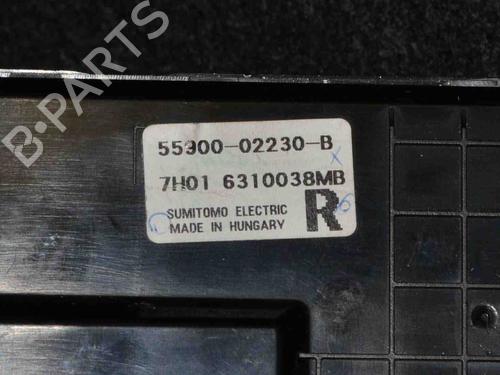 B-PARTS
55900-02230-B
7H01 6310038MB
SUMITOMO ELECTRIC
MADE IN HUNGARY
R